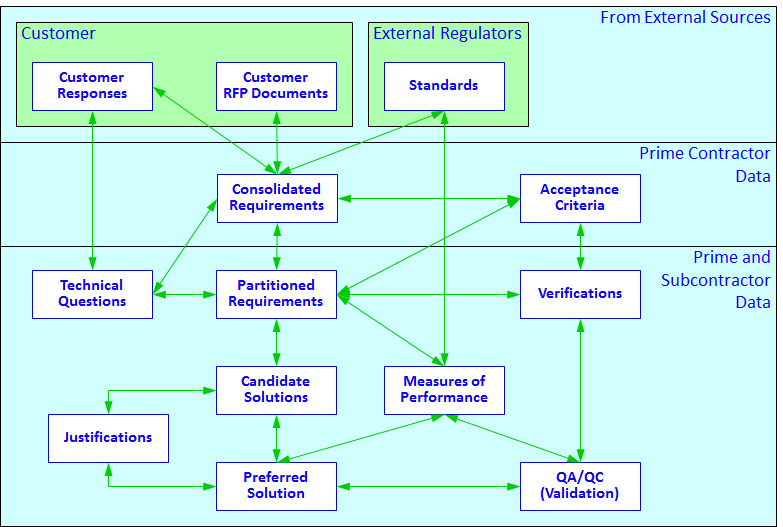 From External Sources
Customer
External Regulators
Customer
Responses
Customer
RFP Documents
Standards
Prime Contractor
Data
Consolidated
Requirements
Acceptance
Criteria
Prime and
Subcontractor
Data
Technical
Questions
Partitioned
Requirements
Verifications
Candidate
Solutions
Measures of
Performance
Justifications
Preferred
Solution
QA/QC
(Validation)